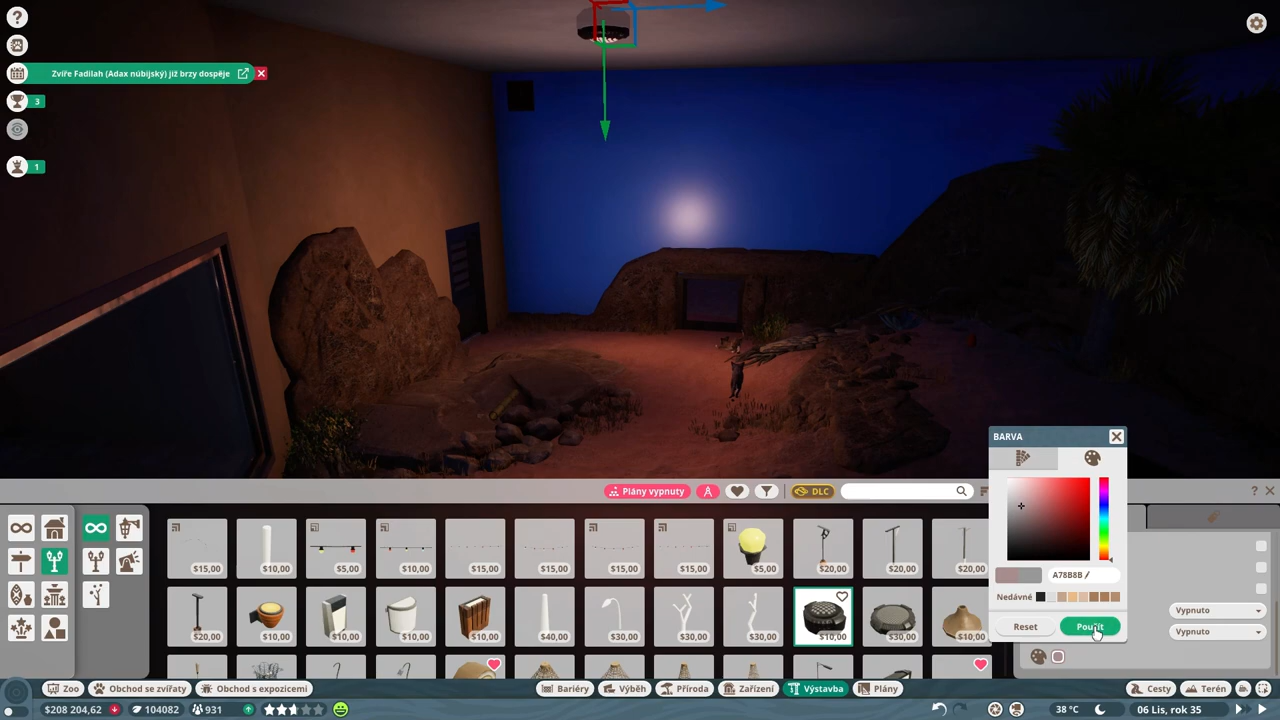 Zvíře Fadilah (Adax núbijský) již brzy dospěje
3
1
BARVA
A78B8B
Nedávné
Reset
Použít
Plány vypnuty
DLC
$15,00 $10,00 $5,00 $10,00 $15,00 $15,00 $15,00 $15,00 $5,00 $20,00 $20,00 $20,00
$20,00 $10,00 $10,00 $10,00 $10,00 $40,00 $30,00 $30,00 $30,00 $10,00 $30,00 $10,00
Vypnuto
Vypnuto
Zoo
Obchod se zvířaty
Obchod s expozicemi
Bariéry
Výběh
Příroda
Zařízení
Výstavba
Plány
Cesty
Terén
$208 204,62
104082
931
38 °C
06 Lis, rok 35